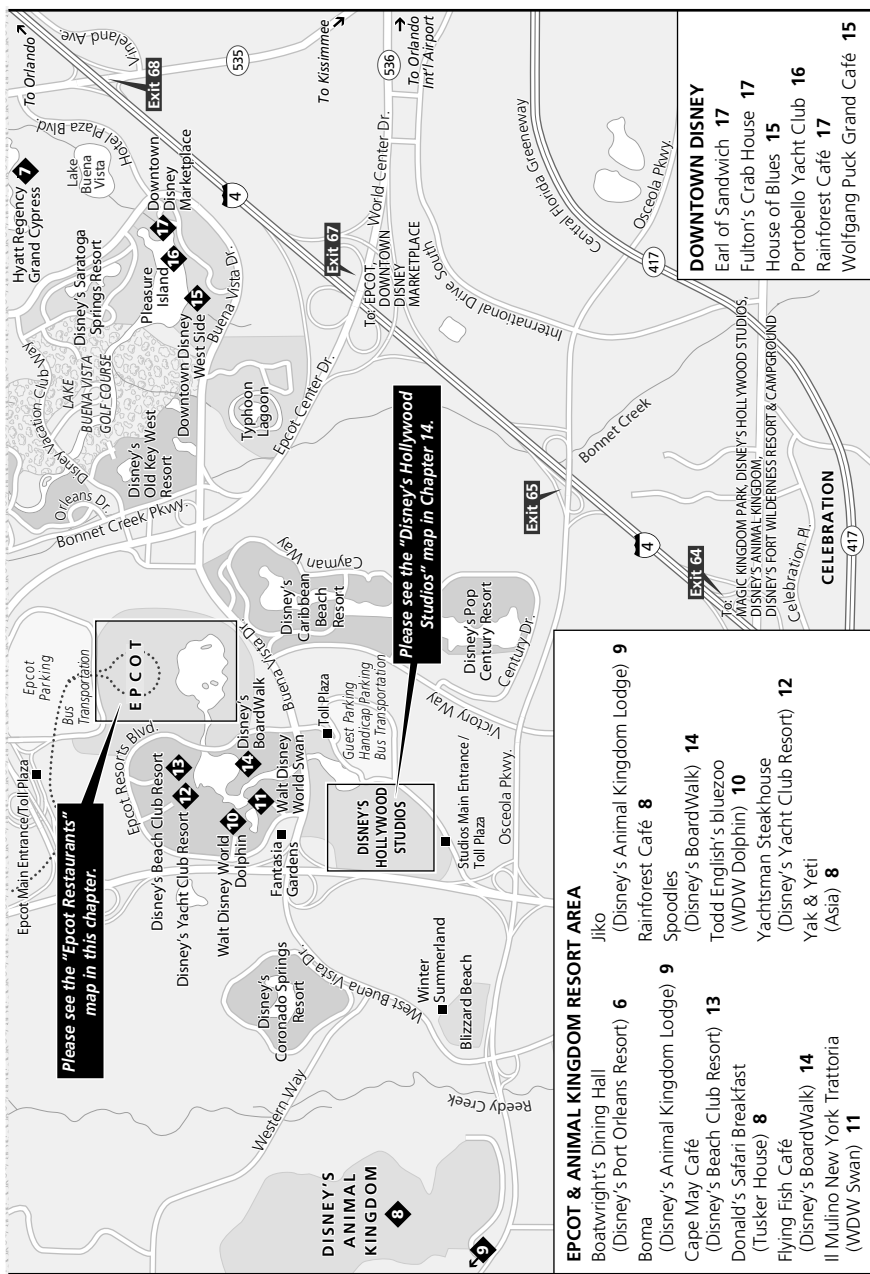 To Orlando
Vineland Ave.
Exit 68
535
To Kissimmee
536
To Orlando
Int'l Airport
Hotel Plaza Blvd.
Hyatt Regency
Grand Cypress
7
Lake
Buena
Vista
Downtown
Disney
Marketplace
17
16
Pleasure
Island
15
Disney's Saratoga
Springs Resort
4
World Center Dr.
Exit 67
To: EPCOT,
DOWNTOWN
DISNEY
MARKETPLACE
Central Florida Greeneway
417
Osceola Pkwy.
International Drive South
Disney Vacation Club Way
LAKE
BUENA VISTA
GOLF COURSE
Downtown Disney
West Side
Buena Vista Dr.
Typhoon
Lagoon
Epcot Center Dr.
Disney's
Old Key West
Resort
Orleans Dr.
Bonnet Creek Pkwy.
Bonnet Creek
Exit 65
4
Exit 64
To:
MAGIC KINGDOM PARK, DISNEY'S HOLLYWOOD STUDIOS,
DISNEY'S ANIMAL KINGDOM,
DISNEY'S FORT WILDERNESS RESORT & CAMPGROUND
Celebration Pl.
CELEBRATION
417
Cayman Way
Disney's
Caribbean
Beach
Resort
Please see the "Disney's Hollywood
Studios" map in Chapter 14.
Disney's Pop
Century Resort
Century Dr.
Victory Way
Osceola Pkwy.
Epcot
Parking
Bus
Transportation
EPCOT
Epcot Main Entrance/Toll Plaza
Please see the "Epcot Restaurants"
map in this chapter.
Epcot Resorts Blvd.
Buena Vista Dr.
Disney's Beach Club Resort
13
Disney's Yacht Club Resort
12
Disney's
BoardWalk
14
Walt Disney World
Dolphin
10
11
Walt Disney
World Swan
Fantasia
Gardens
Toll Plaza
Guest Parking
Handicap Parking
Bus Transportation
DISNEY'S
HOLLYWOOD
STUDIOS
Studios Main Entrance /
Toll Plaza
Disney's
Coronado Springs
Resort
West Buena Vista Dr.
Winter
Summerland
Blizzard Beach
Western Way
Reedy Creek
DISNEY'S
ANIMAL
KINGDOM
8
9
EPCOT & ANIMAL KINGDOM RESORT AREA
Boatwright's Dining Hall
(Disney's Port Orleans Resort) 6
Boma
(Disney's Animal Kingdom Lodge) 9
Cape May Café
(Disney's Beach Club Resort) 13
Donald's Safari Breakfast
(Tusker House) 8
Flying Fish Café
(Disney's BoardWalk) 14
Il Mulino New York Trattoria
(WDW Swan) 11
Jiko
(Disney's Animal Kingdom Lodge) 9
Rainforest Café 8
Spoodles
(Disney's BoardWalk) 14
Todd English's bluezoo
(WDW Dolphin) 10
Yachtsman Steakhouse
(Disney's Yacht Club Resort) 12
Yak & Yeti
(Asia) 8
DOWNTOWN DISNEY
Earl of Sandwich 17
Fulton's Crab House 17
House of Blues 15
Portobello Yacht Club 16
Rainforest Café 17
Wolfgang Puck Grand Café 15